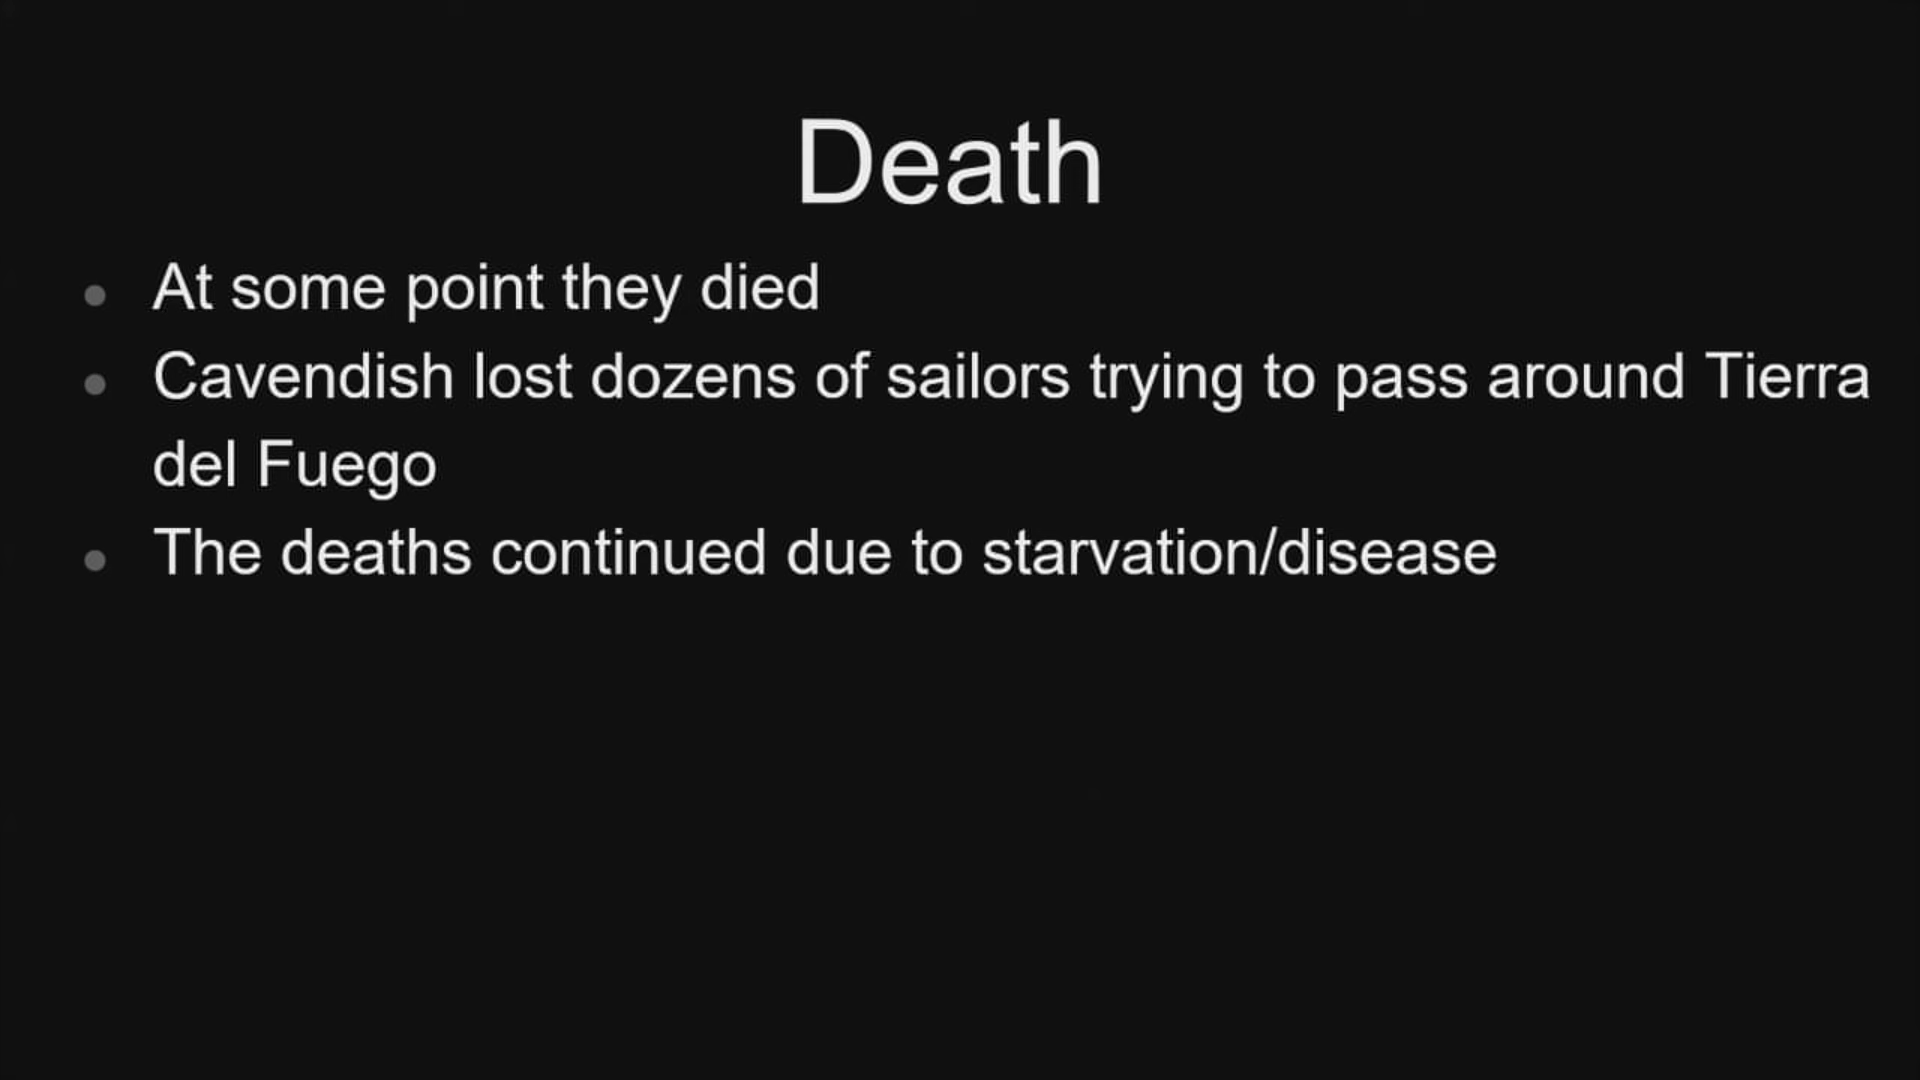 Death
At some point they died
Cavendish lost dozens of sailors trying to pass around Tierra
del Fuego
The deaths continued due to starvation/disease